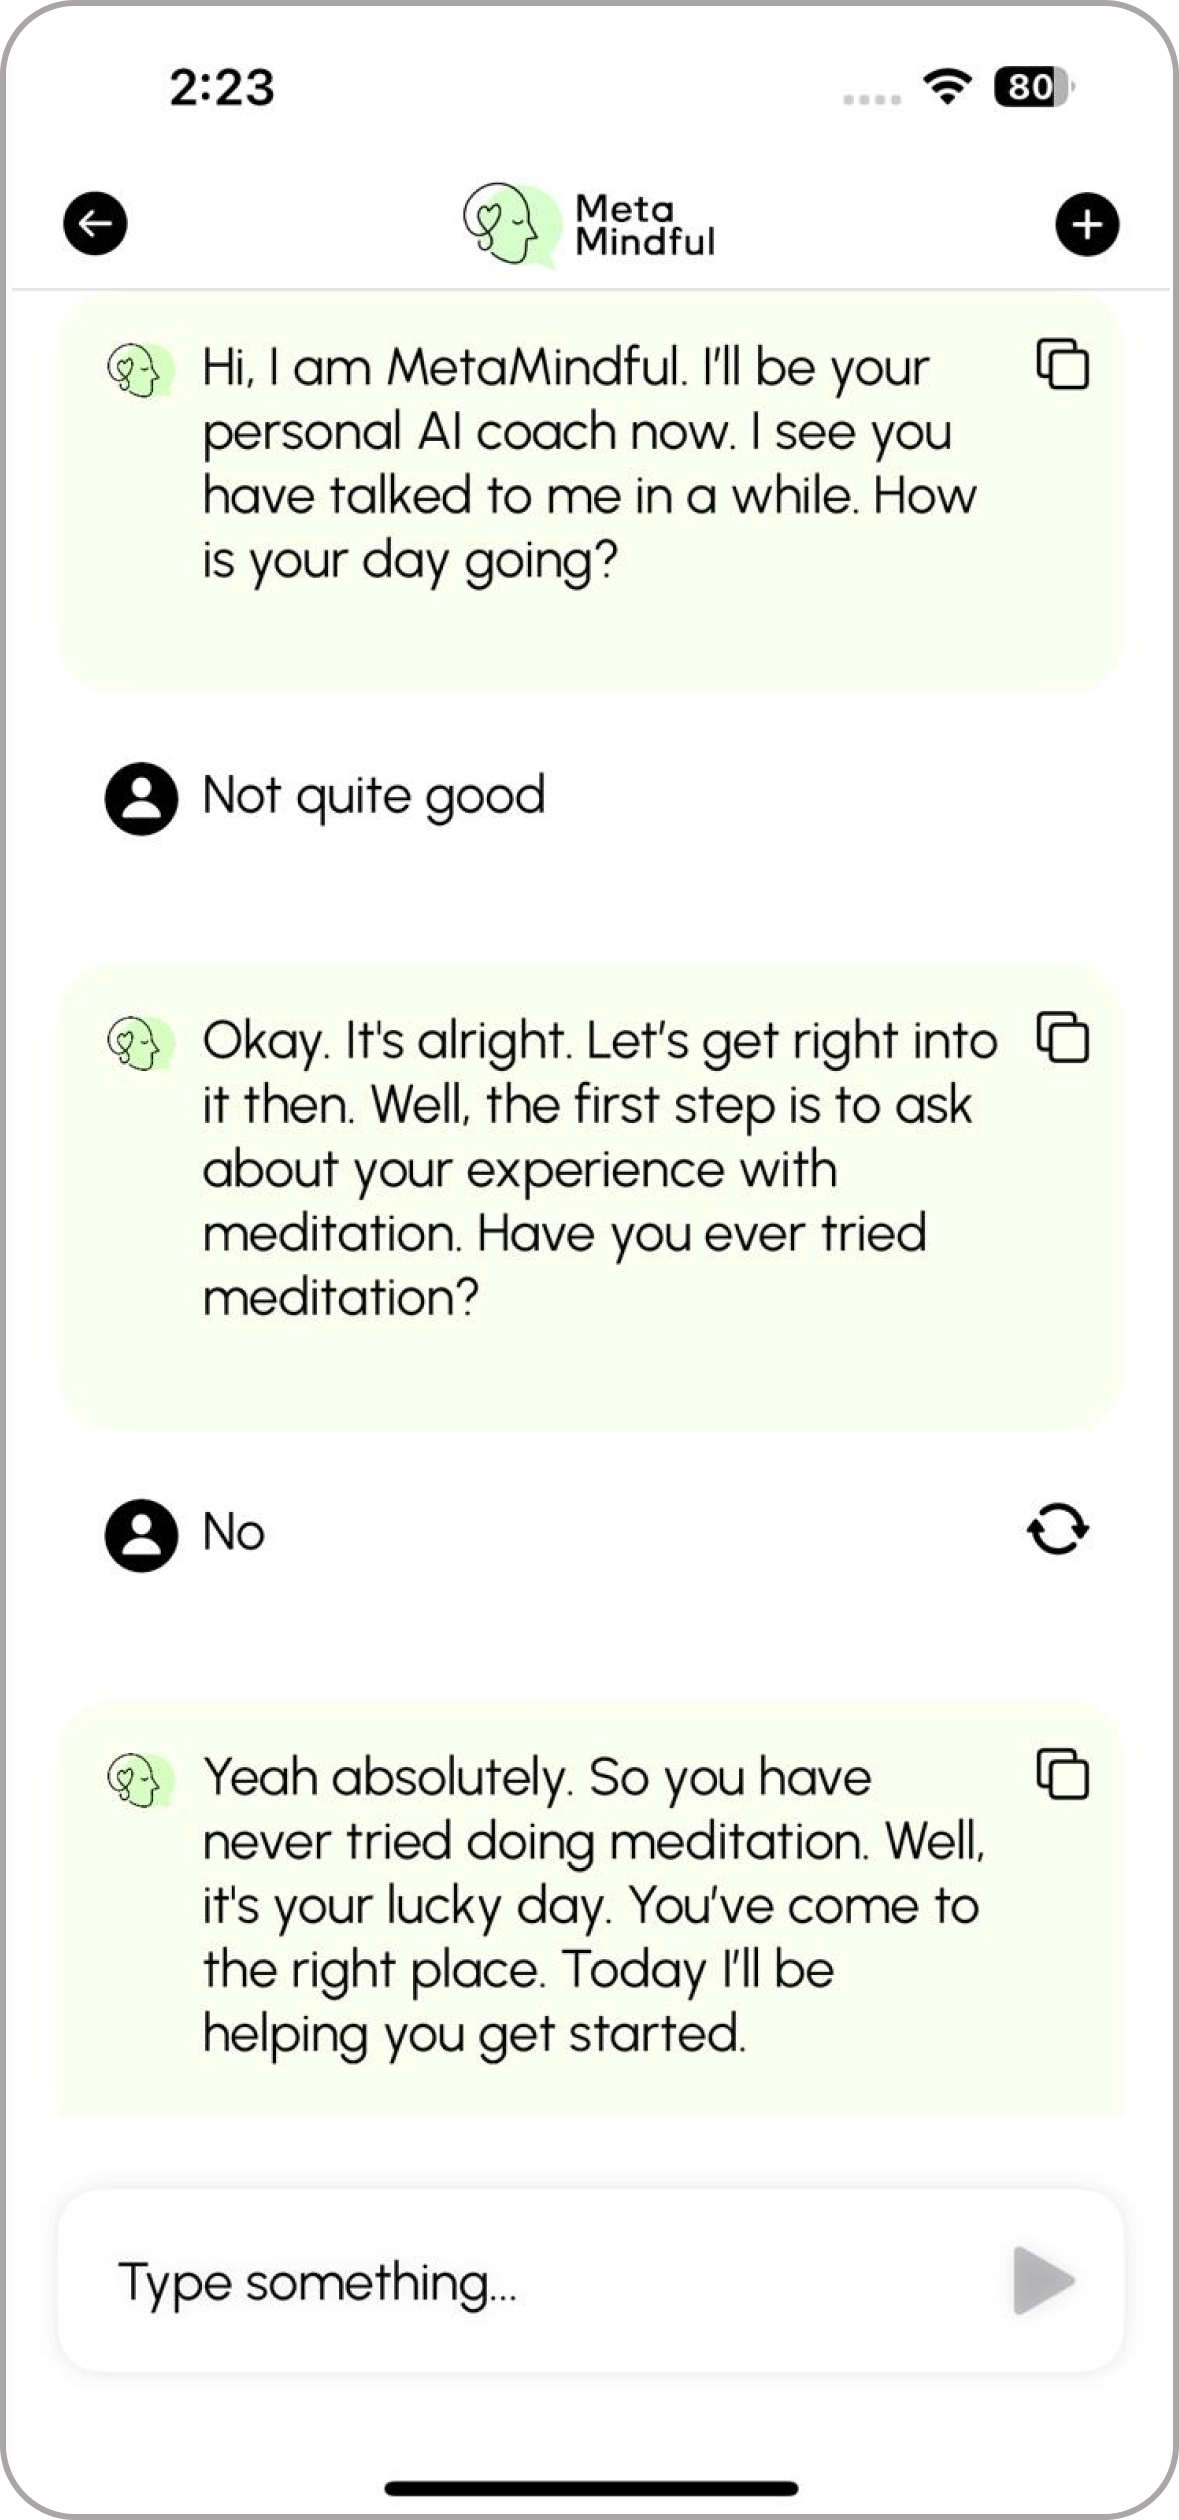 2:23
80
Meta
Mindful
Hi, I am MetaMindful. I'll be your
personal AI coach now. I see you
have talked to me in a while. How
is your day going?
Not quite good
Okay. It's alright. Let's get right into
it then. Well, the first step is to ask
about your experience with
meditation. Have you ever tried
meditation?
No
Yeah absolutely. So you have
never tried doing meditation. Well,
it's your lucky day. You've come to
the right place. Today I'll be
helping you get started.
Type something...